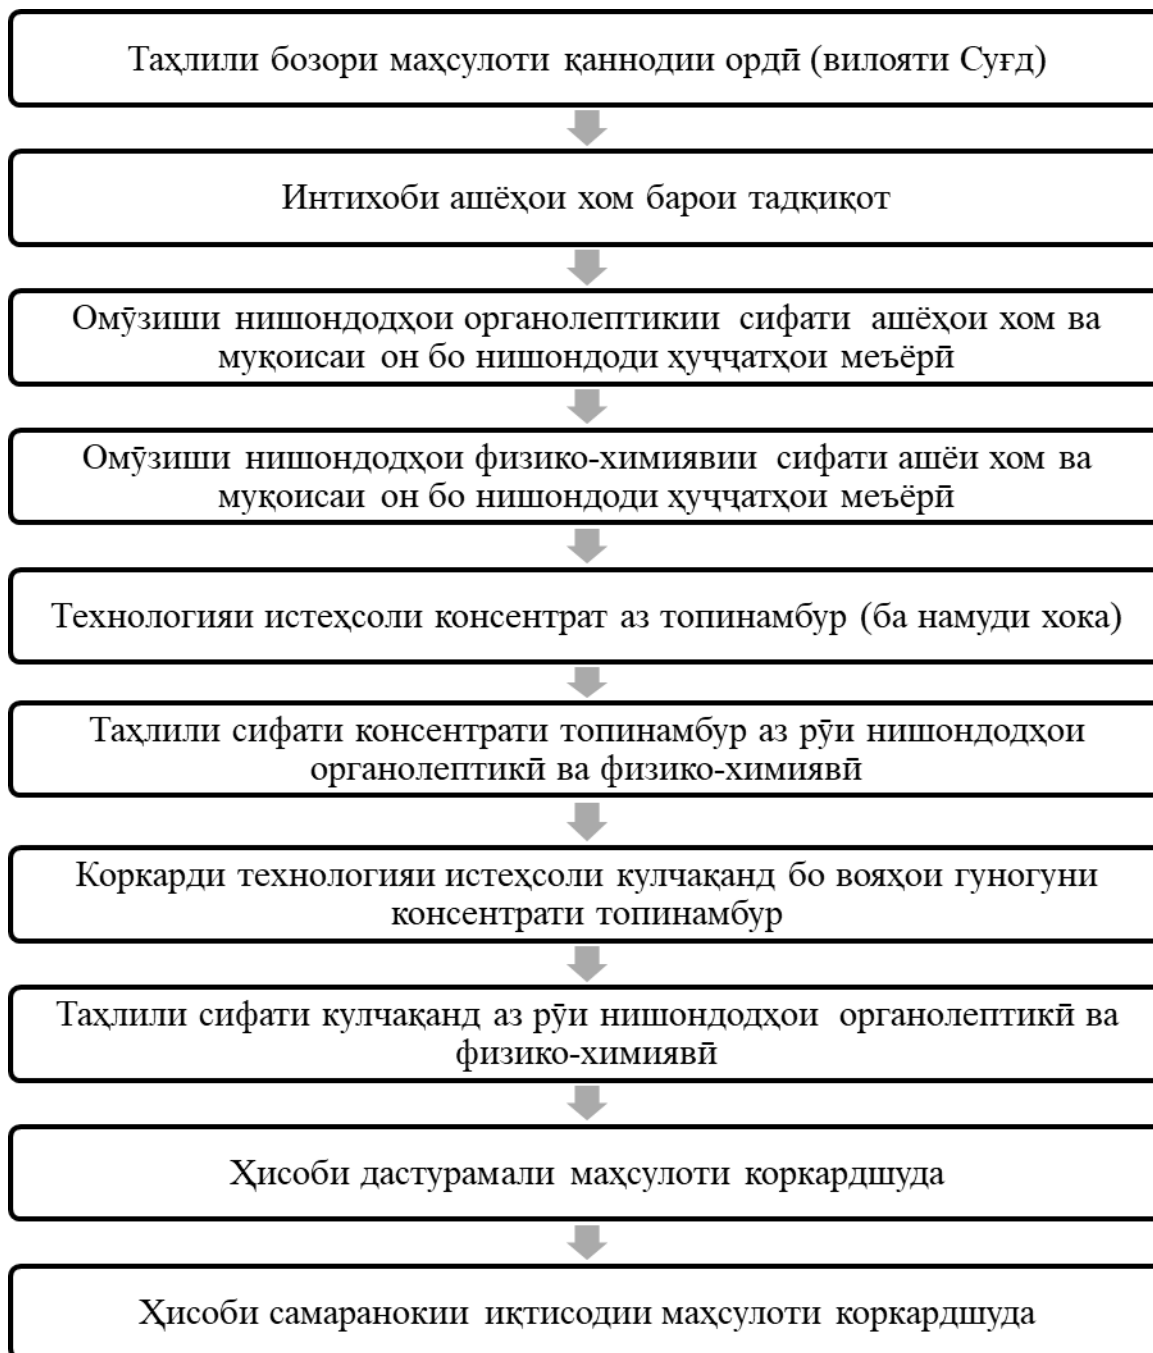 Таҳлили бозори маҳсулоти қаннодии ордӣ (вилояти Суғд)
Интихоби ашёҳои хом барои тадқиқот
Омӯзиши нишондодҳои органолептикии сифати ашёҳои хом ва
муқоисаи он бо нишондоди ҳуҷҷатҳои меъёрӣ
Омӯзиши нишондодҳои физико-химиявии сифати ашёи хом ва
муқоисаи он бо нишондоди ҳуҷҷатҳои меъёрӣ
Технологияи истеҳсоли консентрат аз топинамбур (ба намуди хока)
Таҳлили сифати консентрати топинамбур аз рӯи нишондодҳои
органолептикӣ ва физико-химиявӣ
Коркарди технологияи истеҳсоли кулчақанд бо вояҳои гуногуни
консентрати топинамбур
Таҳлили сифати кулчақанд аз рӯи нишондодҳои органолептикӣ ва
физико-химиявӣ
Ҳисоби дастурамали маҳсулоти коркардшуда
Ҳисоби самаранокии иқтисодии маҳсулоти коркардшуда